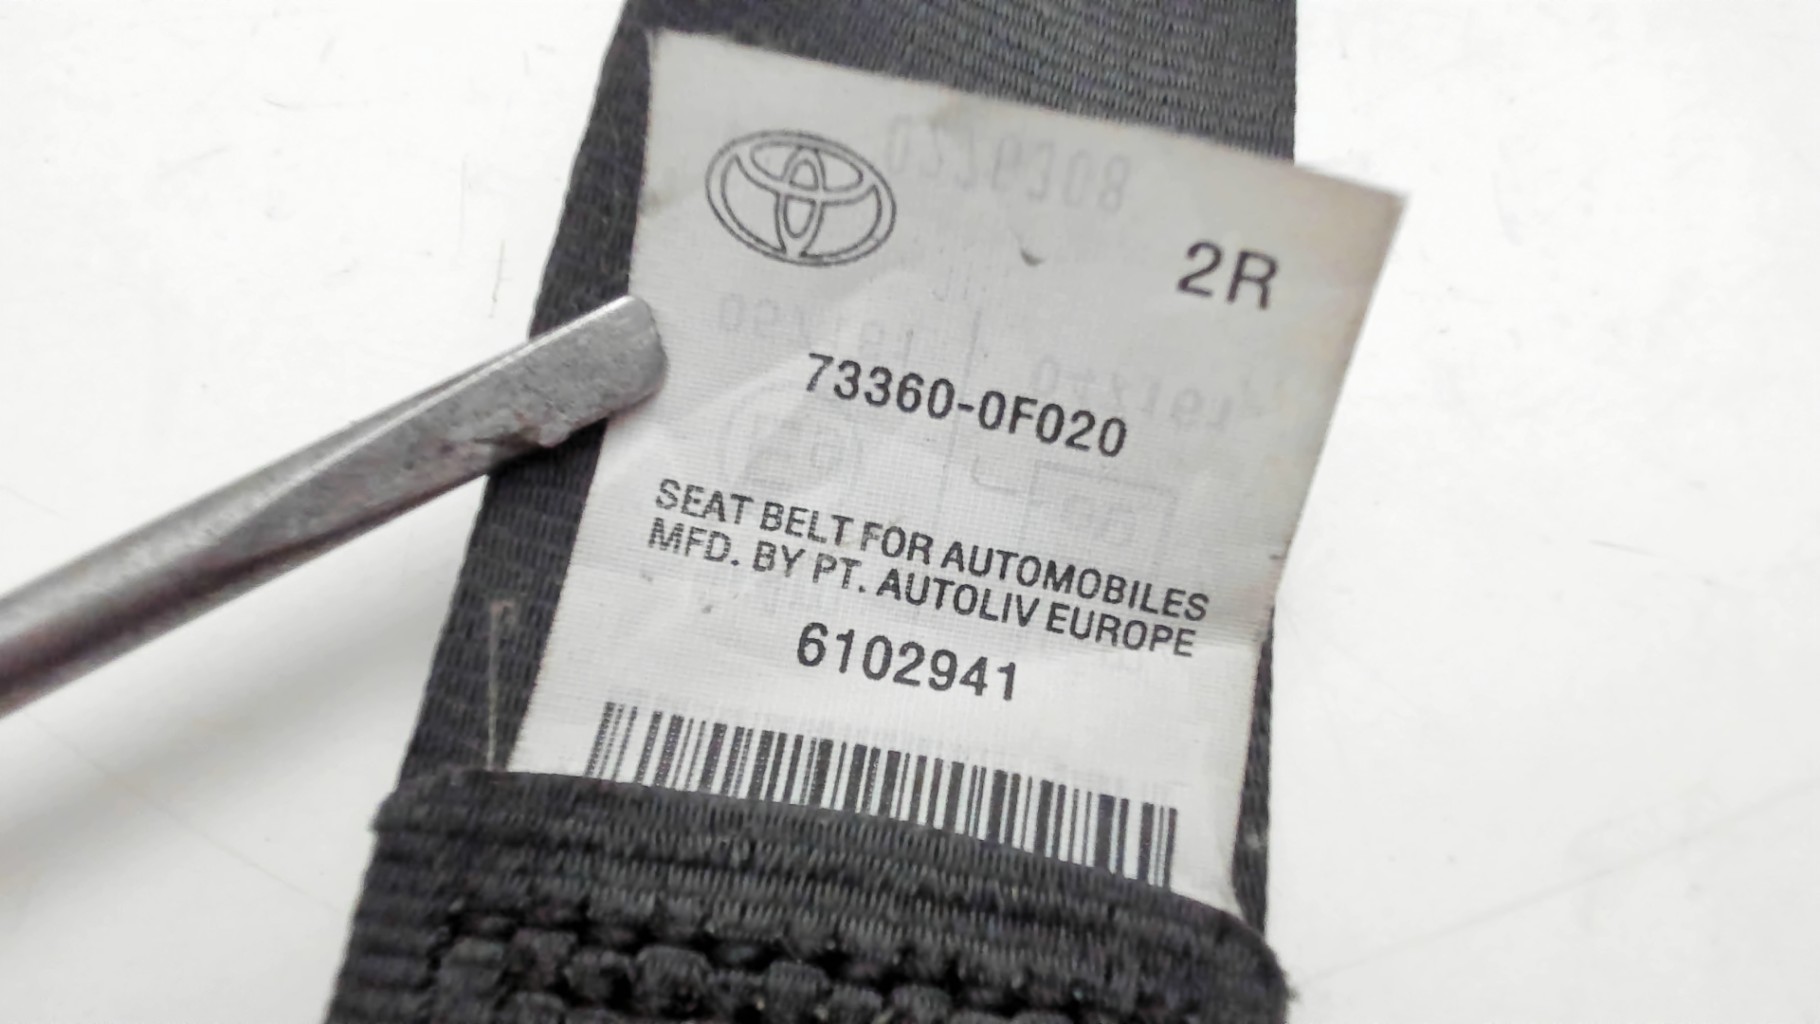 2R
73360-0F020
SEAT BELT FOR AUTOMOBILES
MFD. BY PT. AUTOLIV EUROPE
6102941